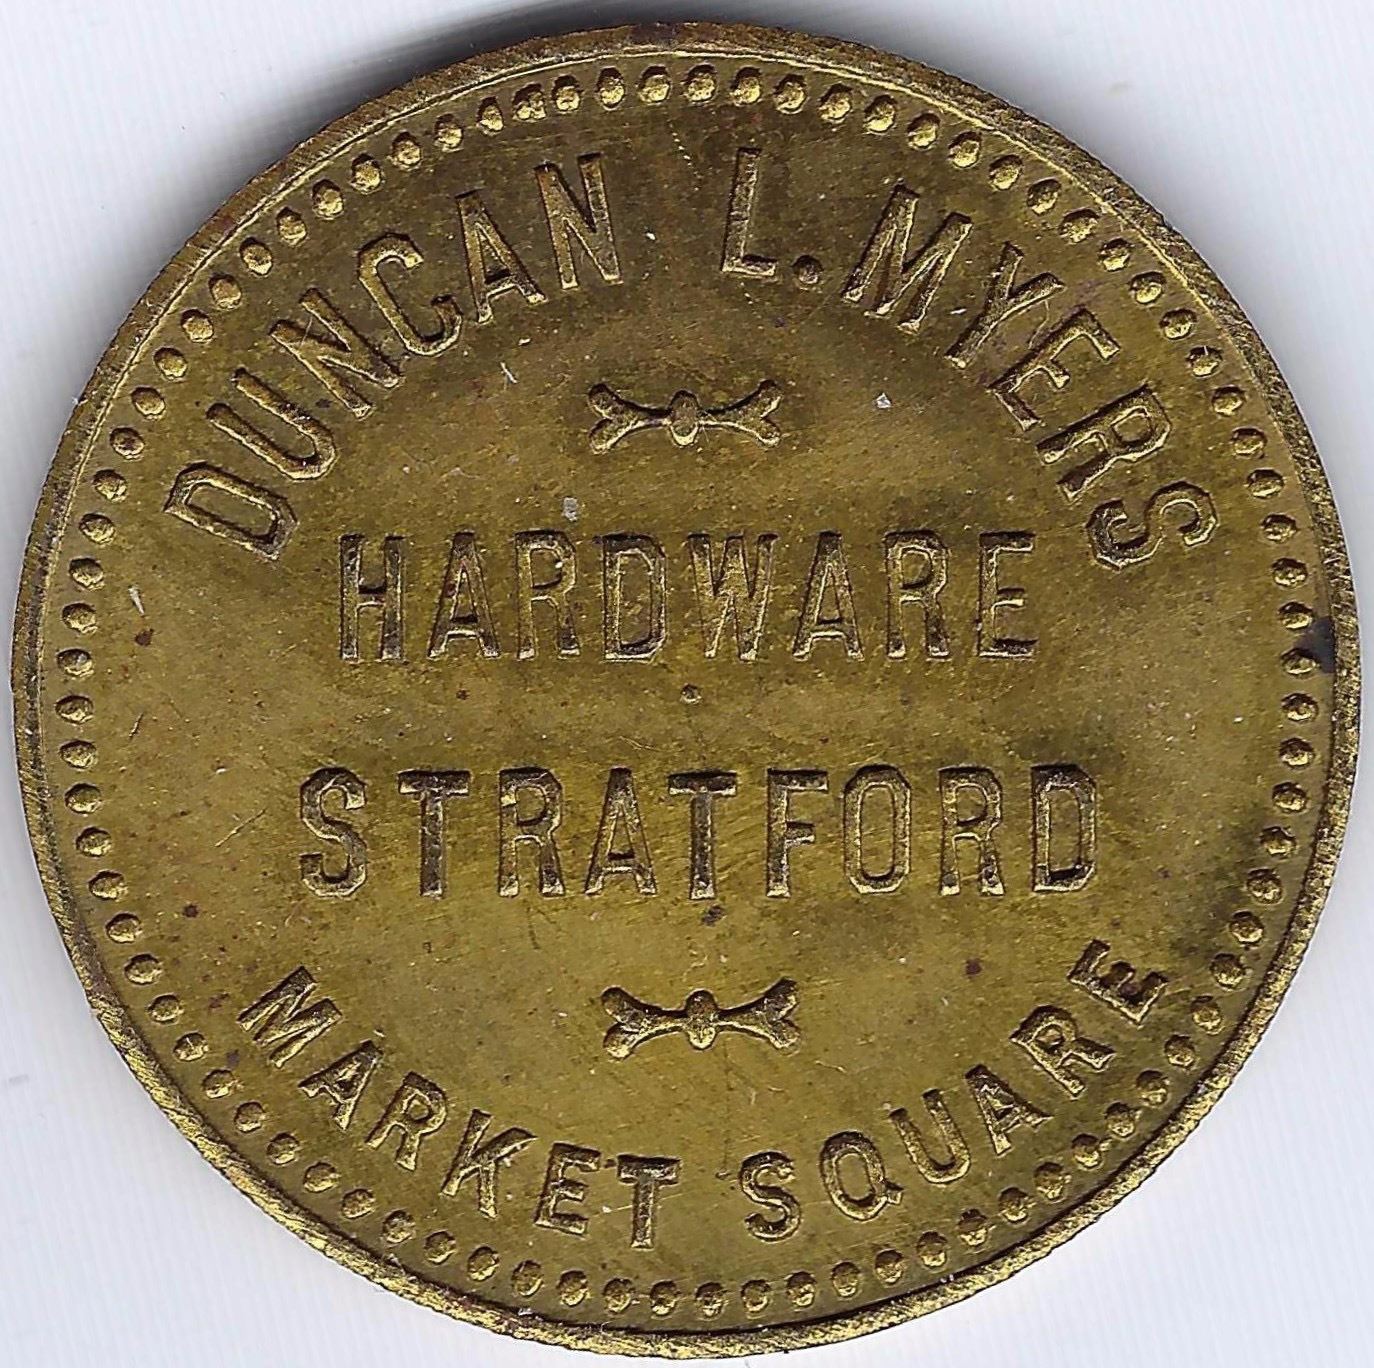 DUNCAN L. MYERS
HARDWARE
STRATFORD
MARKET SQUARE